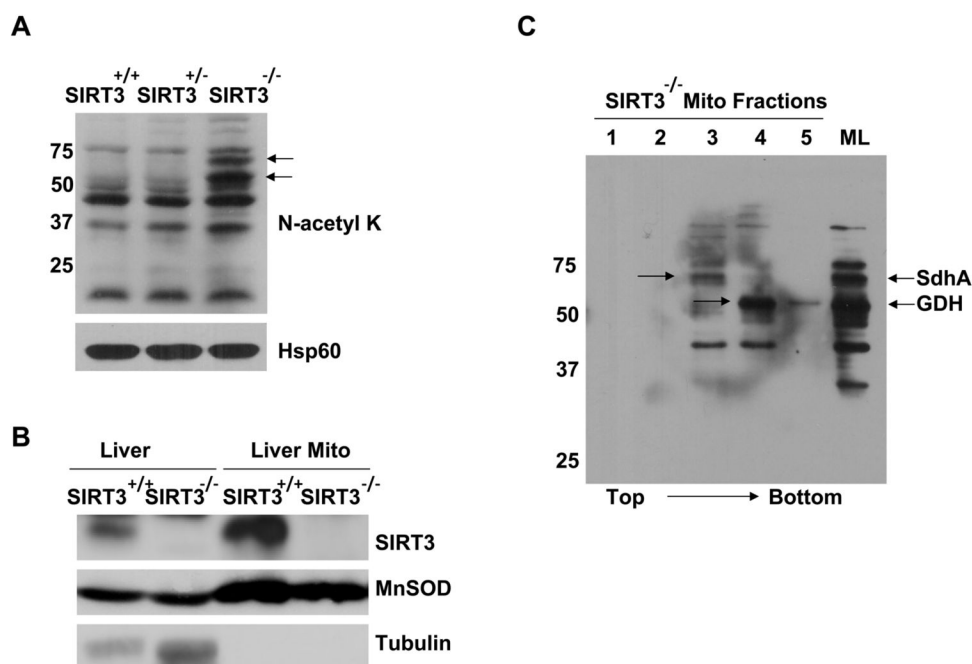 A
SIRT3+/+ SIRT3+/- SIRT3-/-
75
50
37
25
N-acetyl K
Hsp60
B
Liver Liver Mito
SIRT3+/+ SIRT3-/- SIRT3+/+ SIRT3-/-
SIRT3
MnSOD
Tubulin
C
SIRT3-/- Mito Fractions
1 2 3 4 5 ML
75
50
37
25
SdhA
GDH
Top Bottom